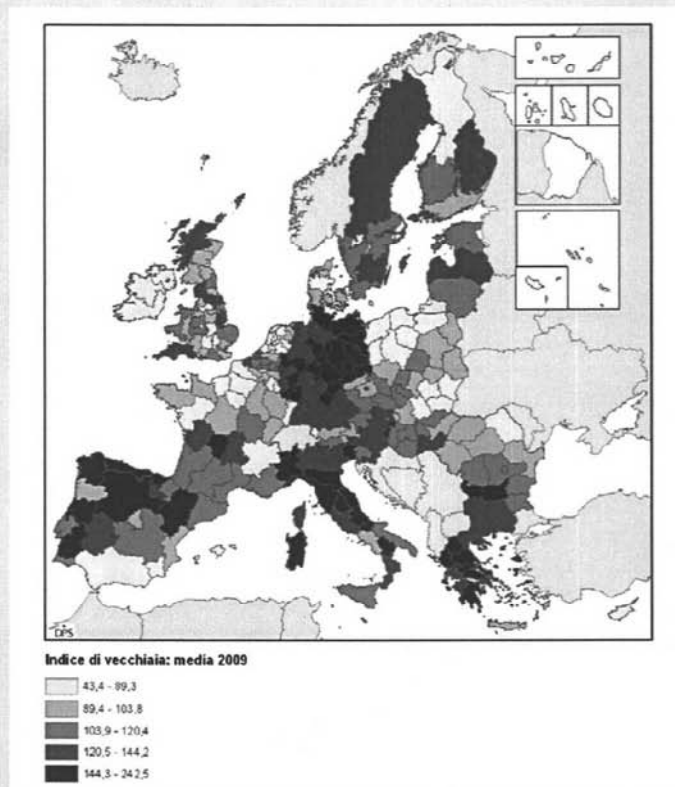 DPS
Indice di vecchiaia: media 2009
43,4 - 89,3
89,4 - 103,8
103,9 - 120,4
120,5 - 144,2
144,3 - 242,5